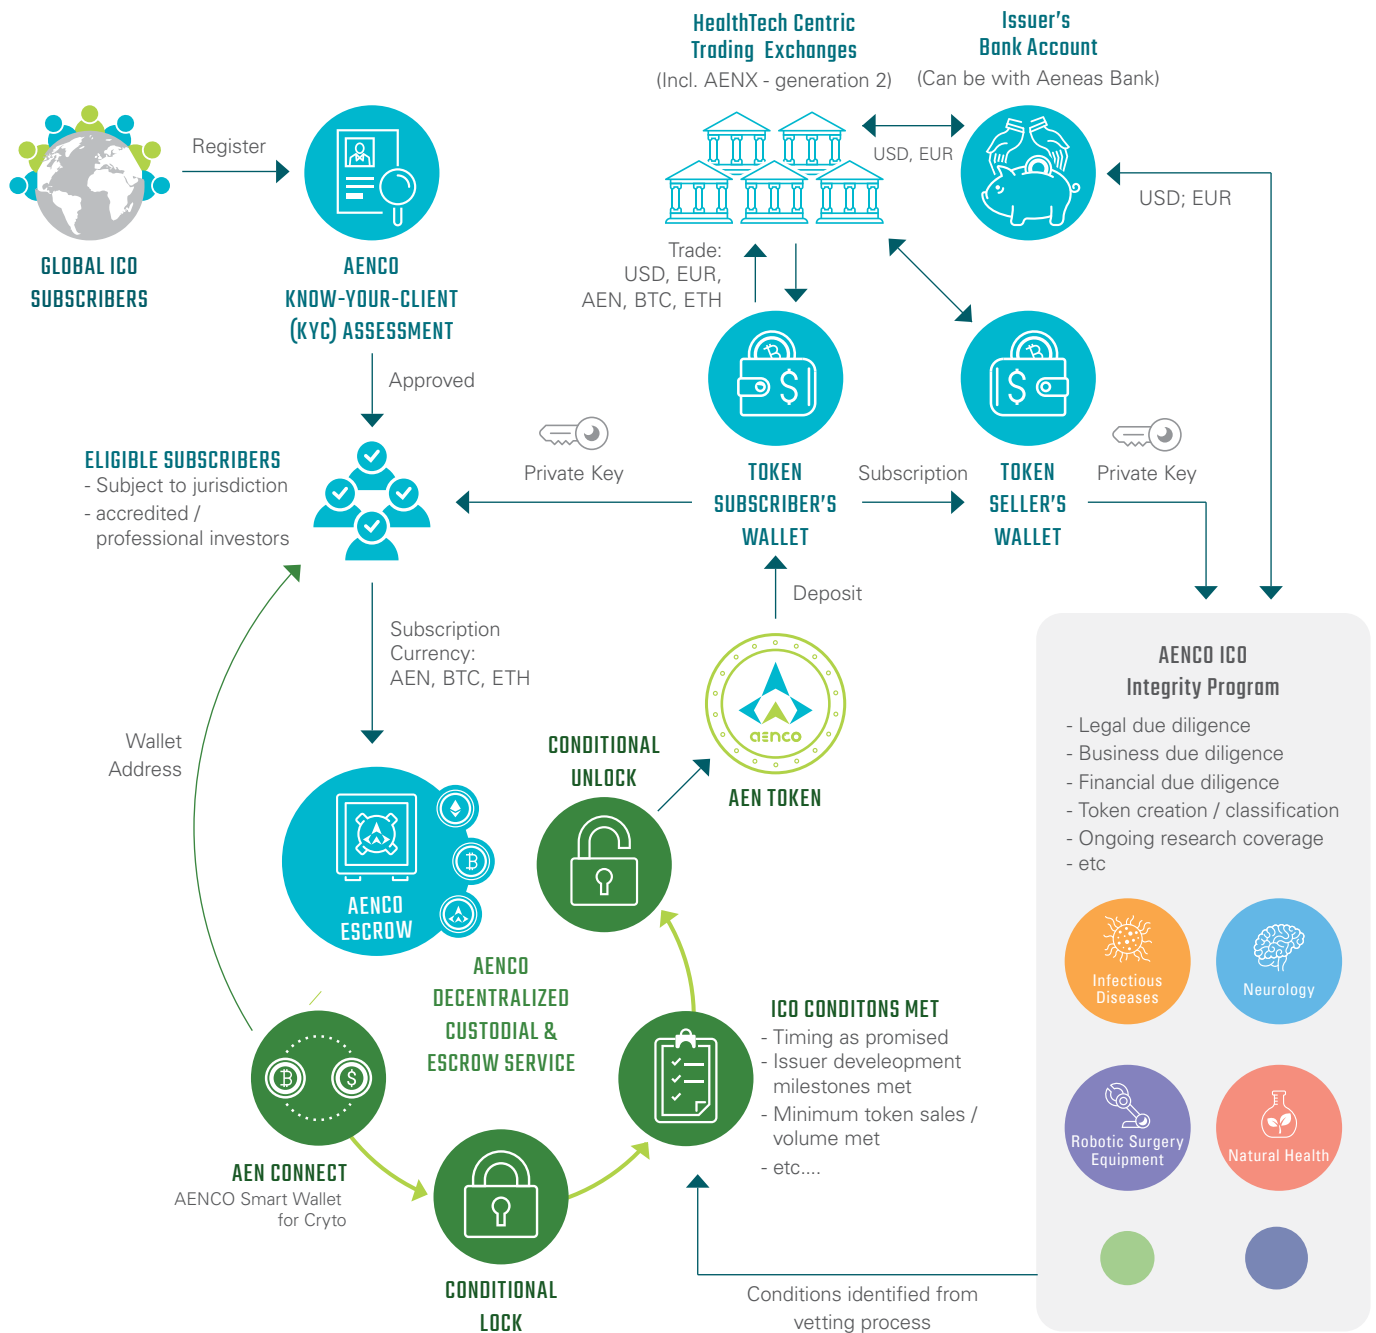 HealthTech Centric
Trading Exchanges
(Incl. AENX - generation 2)
Issuer's
Bank Account
(Can be with Aeneas Bank)
Register
USD, EUR
USD; EUR
GLOBAL ICO
SUBSCRIBERS
AENCO
KNOW-YOUR-CLIENT
(KYC) ASSESSMENT
Trade:
USD, EUR,
AEN, BTC, ETH
Approved
ELIGIBLE SUBSCRIBERS
- Subject to jurisdiction
- accredited /
professional investors
Private Key
TOKEN
SUBSCRIBER'S
WALLET
Subscription
TOKEN
SELLER'S
WALLET
Private Key
Deposit
Subscription
Currency:
AEN, BTC, ETH
Wallet
Address
CONDITIONAL
UNLOCK
aenco
AEN TOKEN
AENCO
ESCROW
AENCO
DECENTRALIZED
CUSTODIAL &
ESCROW SERVICE
ICO CONDITONS MET
- Timing as promised
- Issuer develeopment
milestones met
- Minimum token sales /
volume met
- etc....
AEN CONNECT
AENCO Smart Wallet
for Cryto
CONDITIONAL
LOCK
Conditions identified from
vetting process
AENCO ICO
Integrity Program
- Legal due diligence
- Business due diligence
- Financial due diligence
- Token creation / classification
- Ongoing research coverage
- etc
Infectious
Diseases
Neurology
Robotic Surgery
Equipment
Natural Health